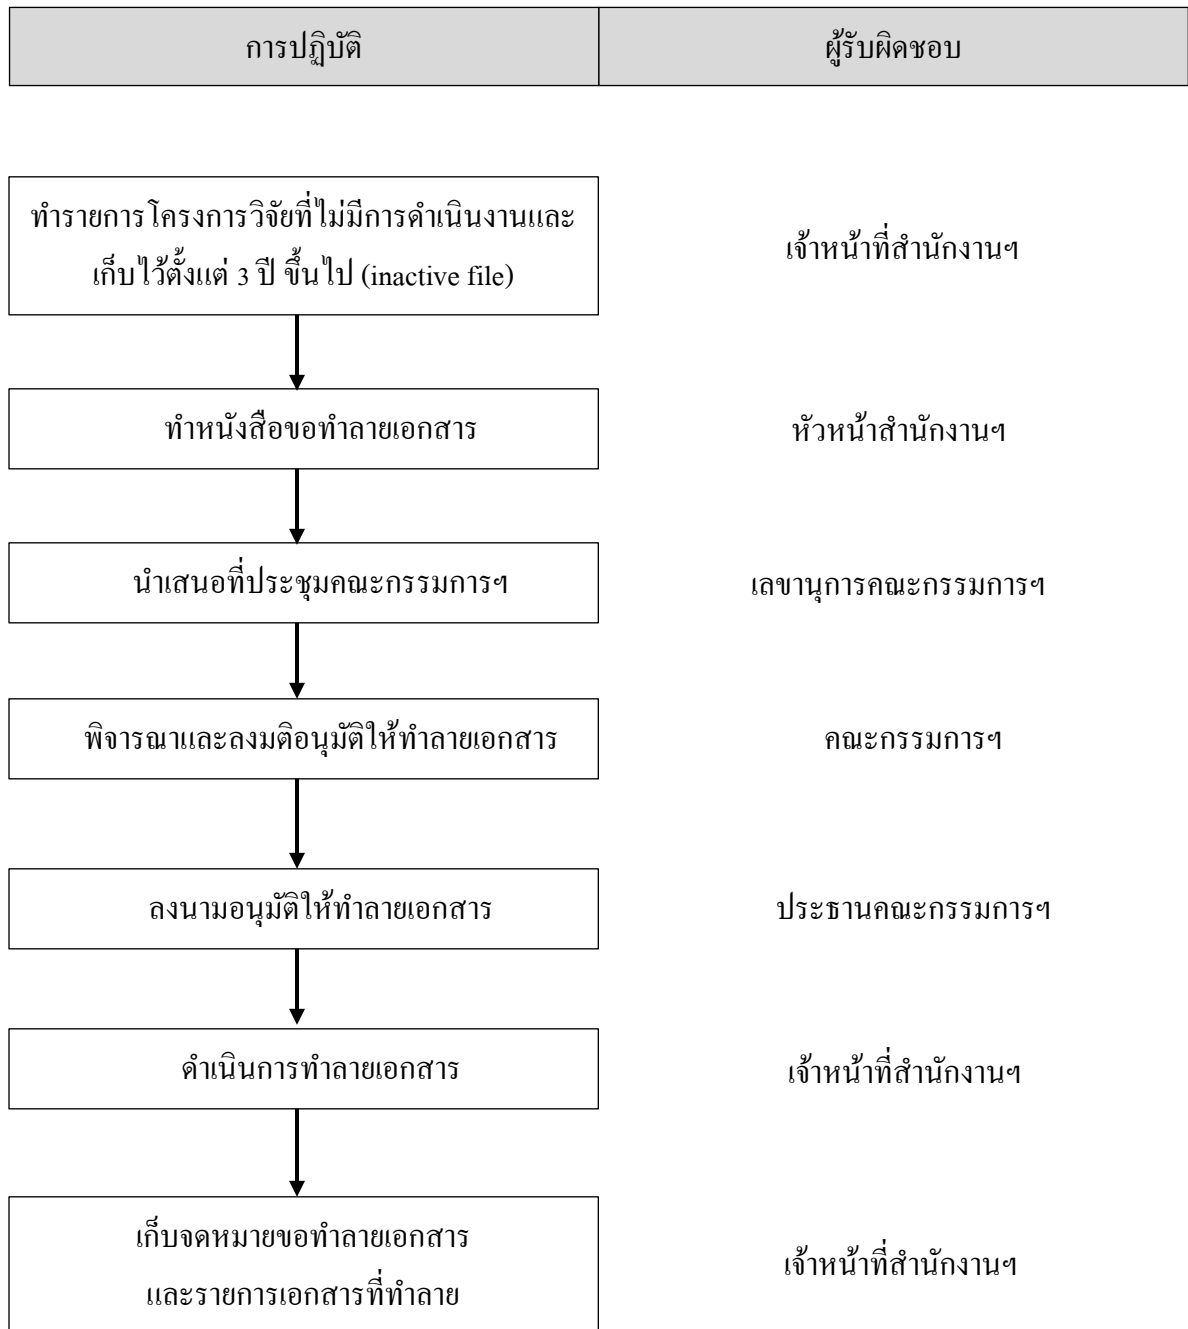 การปฏิบัติ
ผู้รับผิดชอบ
ทำรายการโครงการวิจัยที่ไม่มีการดำเนินงานและ
เก็บไว้ตั้งแต่ 3 ปี ขึ้นไป (inactive file)
เจ้าหน้าที่สำนักงานฯ
ทำหนังสือขอทำลายเอกสาร
หัวหน้าสำนักงานฯ
นำเสนอที่ประชุมคณะกรรมการฯ
เลขานุการคณะกรรมการฯ
พิจารณาและลงมติอนุมัติให้ทำลายเอกสาร
คณะกรรมการฯ
ลงนามอนุมัติให้ทำลายเอกสาร
ประธานคณะกรรมการฯ
ดำเนินการทำลายเอกสาร
เจ้าหน้าที่สำนักงานฯ
เก็บจดหมายขอทำลายเอกสาร
และรายการเอกสารที่ทำลาย
เจ้าหน้าที่สำนักงานฯ